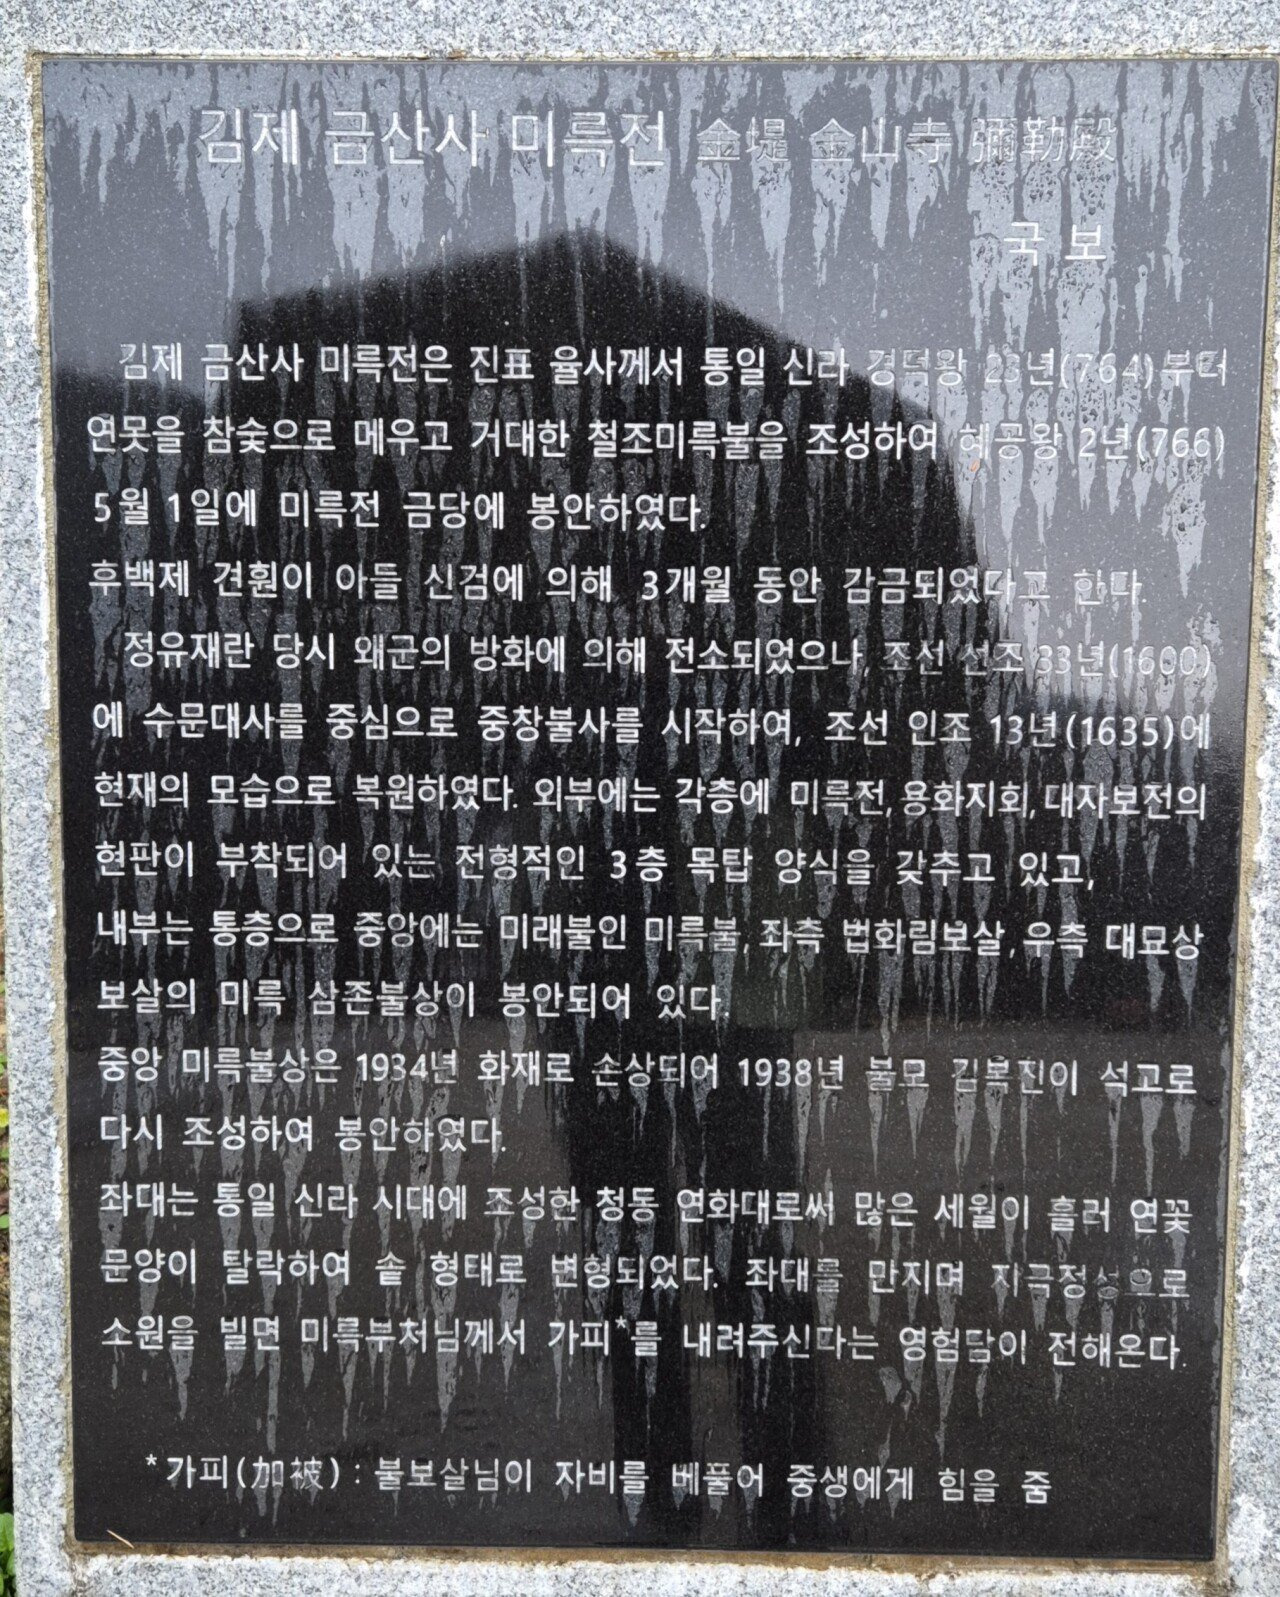 김제 금산사 미륵전 金堤 金山寺 彌勒殿
국보
김제 금산사 미륵전은 진표 율사께서 통일 신라 경덕왕 23년(764)부터
연못을 참숯으로 메우고 거대한 철조미륵불을 조성하여 혜공왕 2년(766)
5월 1일에 미륵전 금당에 봉안하였다.
후백제 견훤이 아들 신검에 의해 3개월 동안 감금되었다고 한다.
정유재란 당시 왜군의 방화에 의해 전소되었으나, 조선 선조 33년(1600)
에 수문대사를 중심으로 중창불사를 시작하여, 조선 인조 13년(1635)에
현재의 모습으로 복원하였다. 외부에는 각층에 미륵전, 용화지회, 대자보전의
현판이 부착되어 있는 전형적인 3층 목탑 양식을 갖추고 있고,
내부는 통층으로 중앙에는 미래불인 미륵불, 좌측 법화림보살, 우측 대묘상
보살의 미륵 삼존불상이 봉안되어 있다.
중앙 미륵불상은 1934년 화재로 손상되어 1938년 불모 김복진이 석고로
다시 조성하여 봉안하였다.
좌대는 통일 신라 시대에 조성한 청동 연화대로써 많은 세월이 흘러 연꽃
문양이 탈락하여 솥 형태로 변형되었다. 좌대를 만지며 지극정성으로
소원을 빌면 미륵부처님께서 가피*를 내려주신다는 영험담이 전해온다.
*가피(加被) : 불보살님이 자비를 베풀어 중생에게 힘을 줌